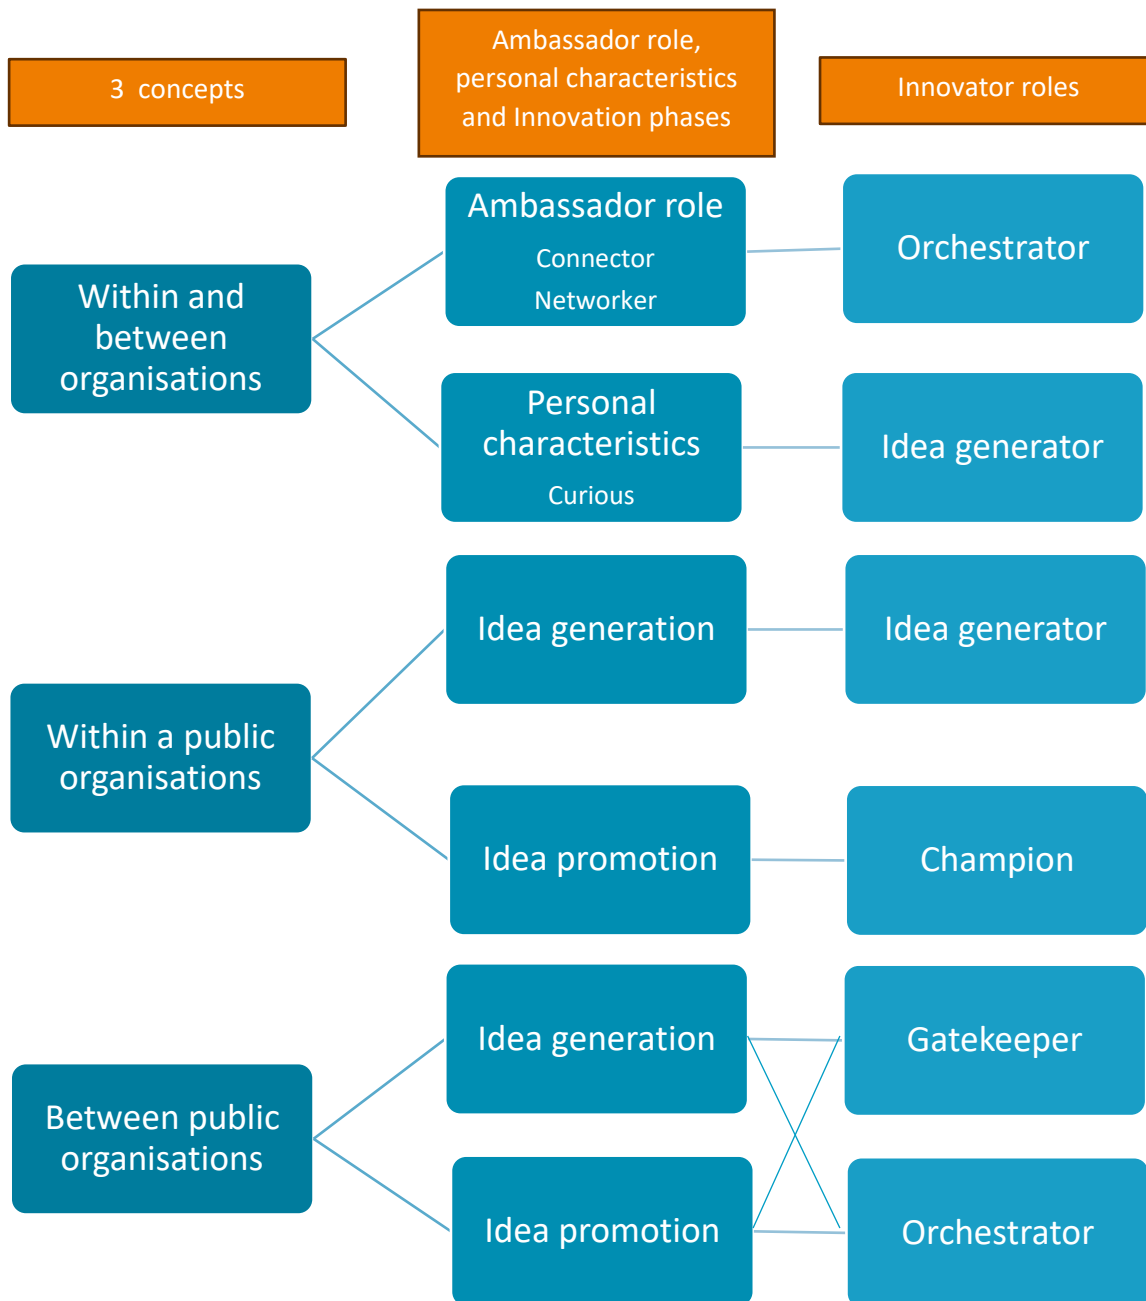 3 concepts
Ambassador role,
personal characteristics
and Innovation phases
Innovator roles
Within and
between
organisations
Ambassador role
Connector
Networker
Orchestrator
Personal
characteristics
Curious
Idea generator
Within a public
organisations
Idea generation
Idea generator
Idea promotion
Champion
Between public
organisations
Idea generation
Gatekeeper
Idea promotion
Orchestrator